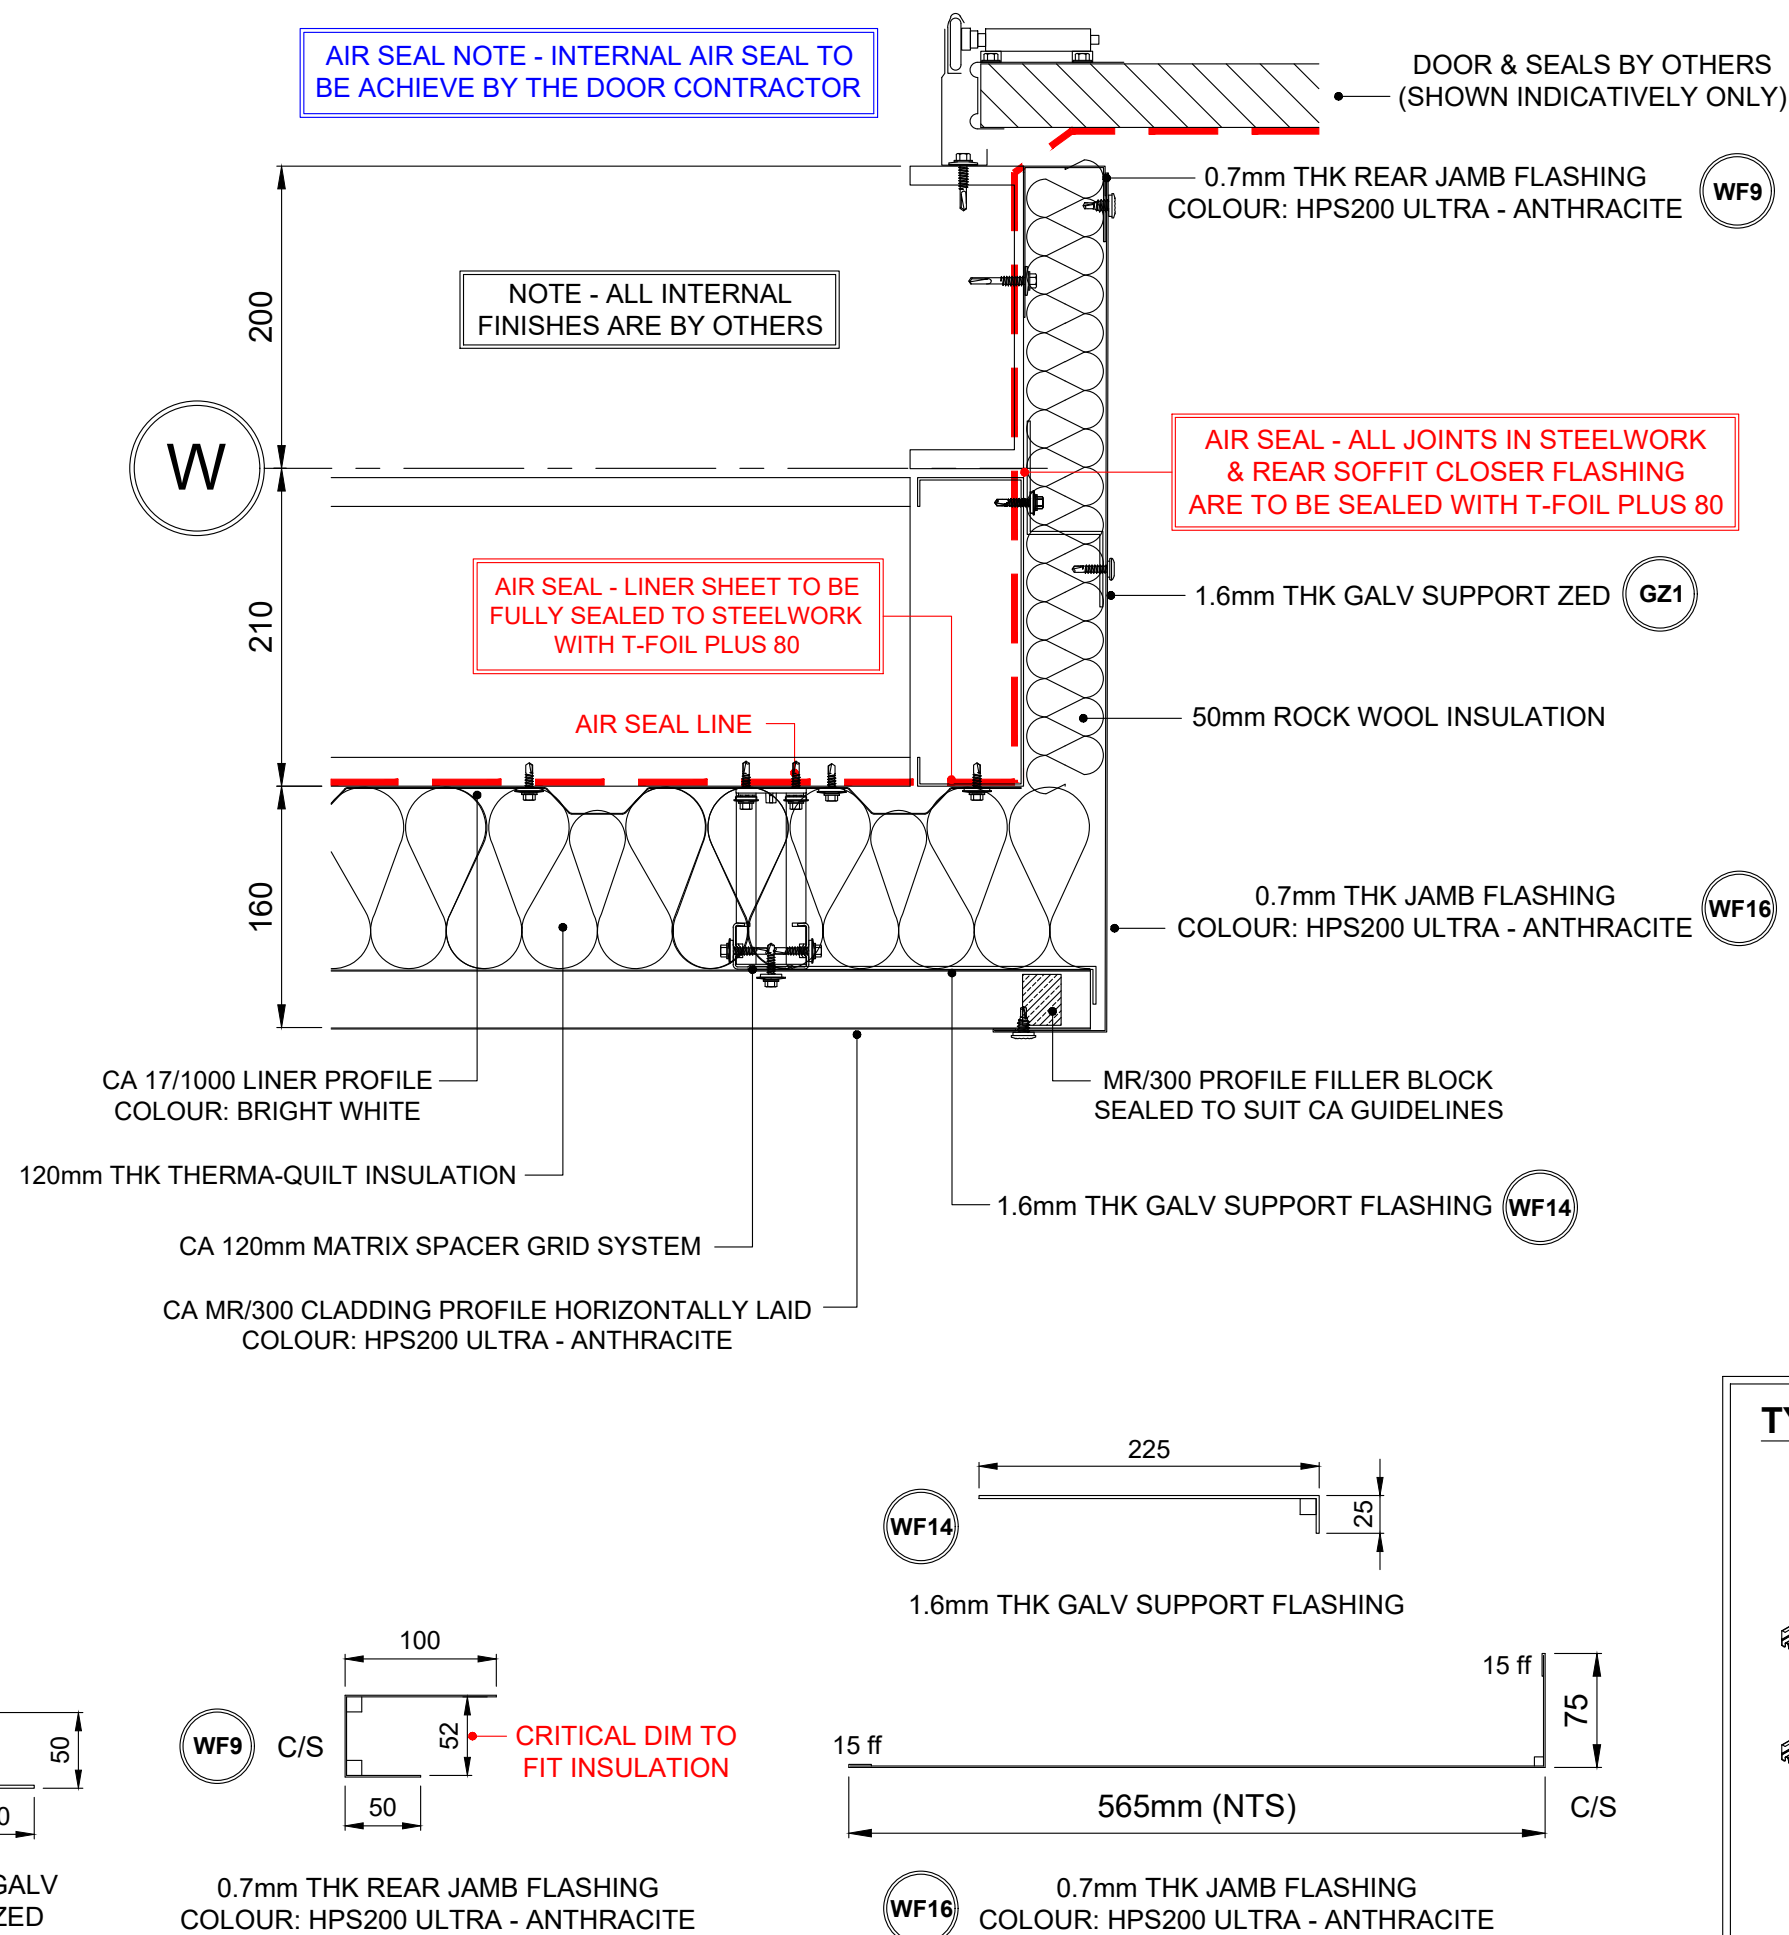 AIR SEAL NOTE - INTERNAL AIR SEAL TO
BE ACHIEVE BY THE DOOR CONTRACTOR
DOOR & SEALS BY OTHERS
(SHOWN INDICATIVELY ONLY)
0.7mm THK REAR JAMB FLASHING
COLOUR: HPS200 ULTRA - ANTHRACITE
WF9
NOTE - ALL INTERNAL
FINISHES ARE BY OTHERS
200
W
AIR SEAL - ALL JOINTS IN STEELWORK
& REAR SOFFIT CLOSER FLASHING
ARE TO BE SEALED WITH T-FOIL PLUS 80
210
AIR SEAL - LINER SHEET TO BE
FULLY SEALED TO STEELWORK
WITH T-FOIL PLUS 80
1.6mm THK GALV SUPPORT ZED
GZ1
AIR SEAL LINE
50mm ROCK WOOL INSULATION
160
0.7mm THK JAMB FLASHING
COLOUR: HPS200 ULTRA - ANTHRACITE
WF16
CA 17/1000 LINER PROFILE
COLOUR: BRIGHT WHITE
MR/300 PROFILE FILLER BLOCK
SEALED TO SUIT CA GUIDELINES
120mm THK THERMA-QUILT INSULATION
1.6mm THK GALV SUPPORT FLASHING
WF14
CA 120mm MATRIX SPACER GRID SYSTEM
CA MR/300 CLADDING PROFILE HORIZONTALLY LAID
COLOUR: HPS200 ULTRA - ANTHRACITE
TY
225
25
WF14
1.6mm THK GALV SUPPORT FLASHING
50
0
GALV
ZED
100
WF9
C/S
52
CRITICAL DIM TO
FIT INSULATION
50
0.7mm THK REAR JAMB FLASHING
COLOUR: HPS200 ULTRA - ANTHRACITE
15 ff
75
15 ff
565mm (NTS)
C/S
WF16
0.7mm THK JAMB FLASHING
COLOUR: HPS200 ULTRA - ANTHRACITE